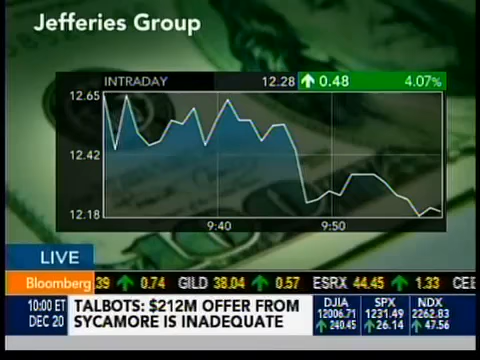 Jefferies Group
INTRADAY 12.28 0.48 4.07%
12.65
12.42
12.18
9:40 9:50
LIVE
Bloomberg 39 0.74 GILD 38.04 0.57 ESRX 44.45 1.33 CEE
10:00 ET
DEC 20
TALBOTS: $212M OFFER FROM
SYCAMORE IS INADEQUATE
DJIA SPX NDX
12006.71 1231.49 2262.83
240.45 26.14 47.56